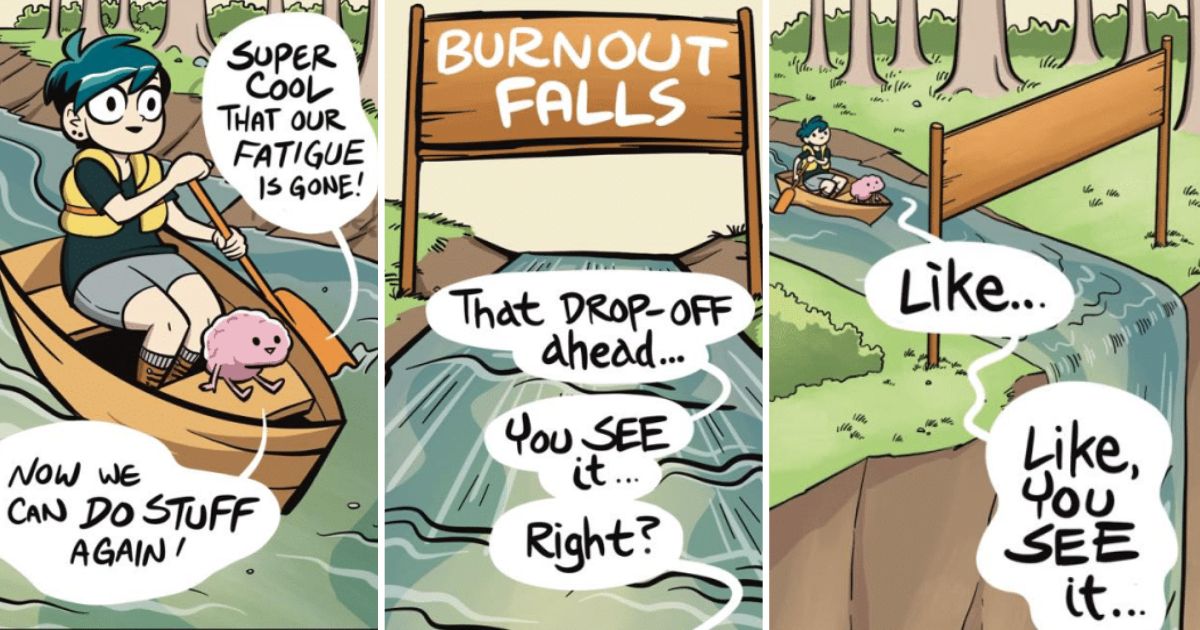 SUPER
COOL
THAT OUR
FATIGUE
IS GONE!
NOW WE
CAN DO STUFF
AGAIN!
BURNOUT
FALLS
That DROP-OFF
ahead...
You SEE
it...
Right?
Like...
Like,
You
SEE
it...